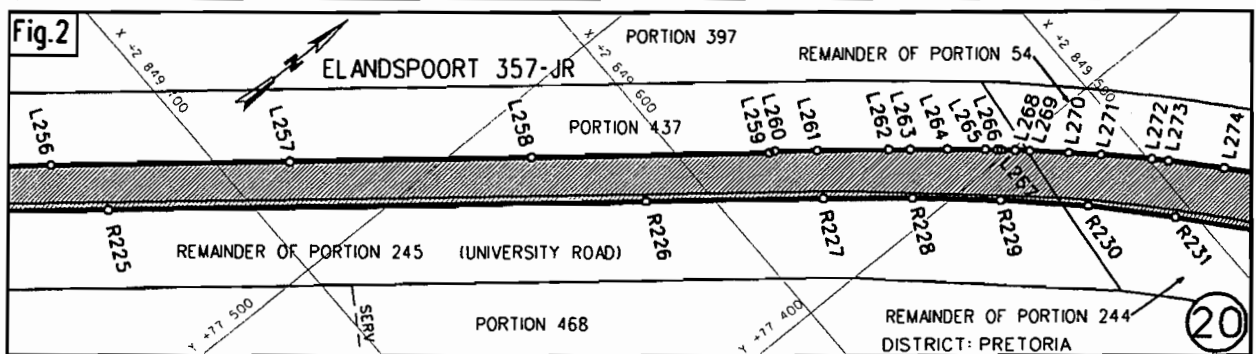 Fig.2
PORTION 397
X +2 849 700
X +2 849 600
X +2 849 500
N
ELANDSPOORT 357-JR
REMAINDER OF PORTION 54
PORTION 437
L256
L257
L258
L259
L260
L261
L262
L263
L264
L265
L266
L267
L268
L269
L270
L271
L272
L273
L274
R225
R226
R227
R228
R229
R230
R231
REMAINDER OF PORTION 245 (UNIVERSITY ROAD)
Y +77 500
SERV
PORTION 468
Y +77 400
REMAINDER OF PORTION 244
DISTRICT: PRETORIA
20